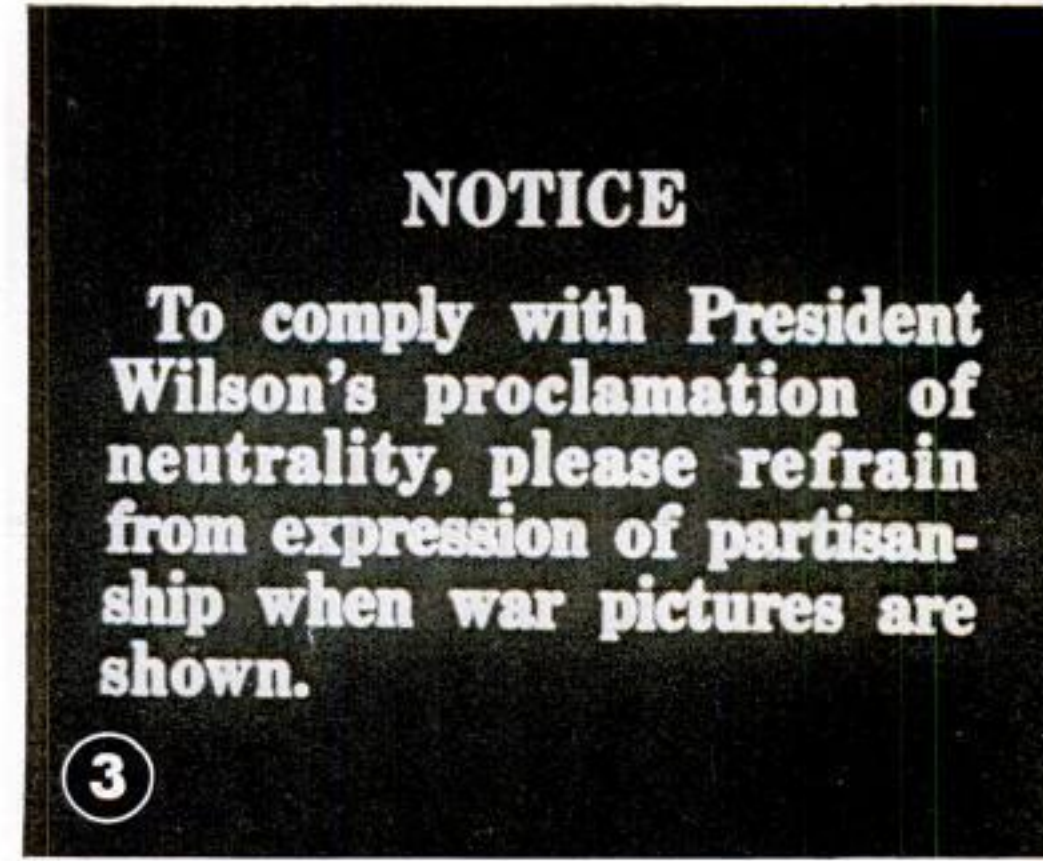 NOTICE
To comply with President
Wilson's proclamation of
neutrality, please refrain
from expression of partisan-
ship when war pictures are
shown.
3